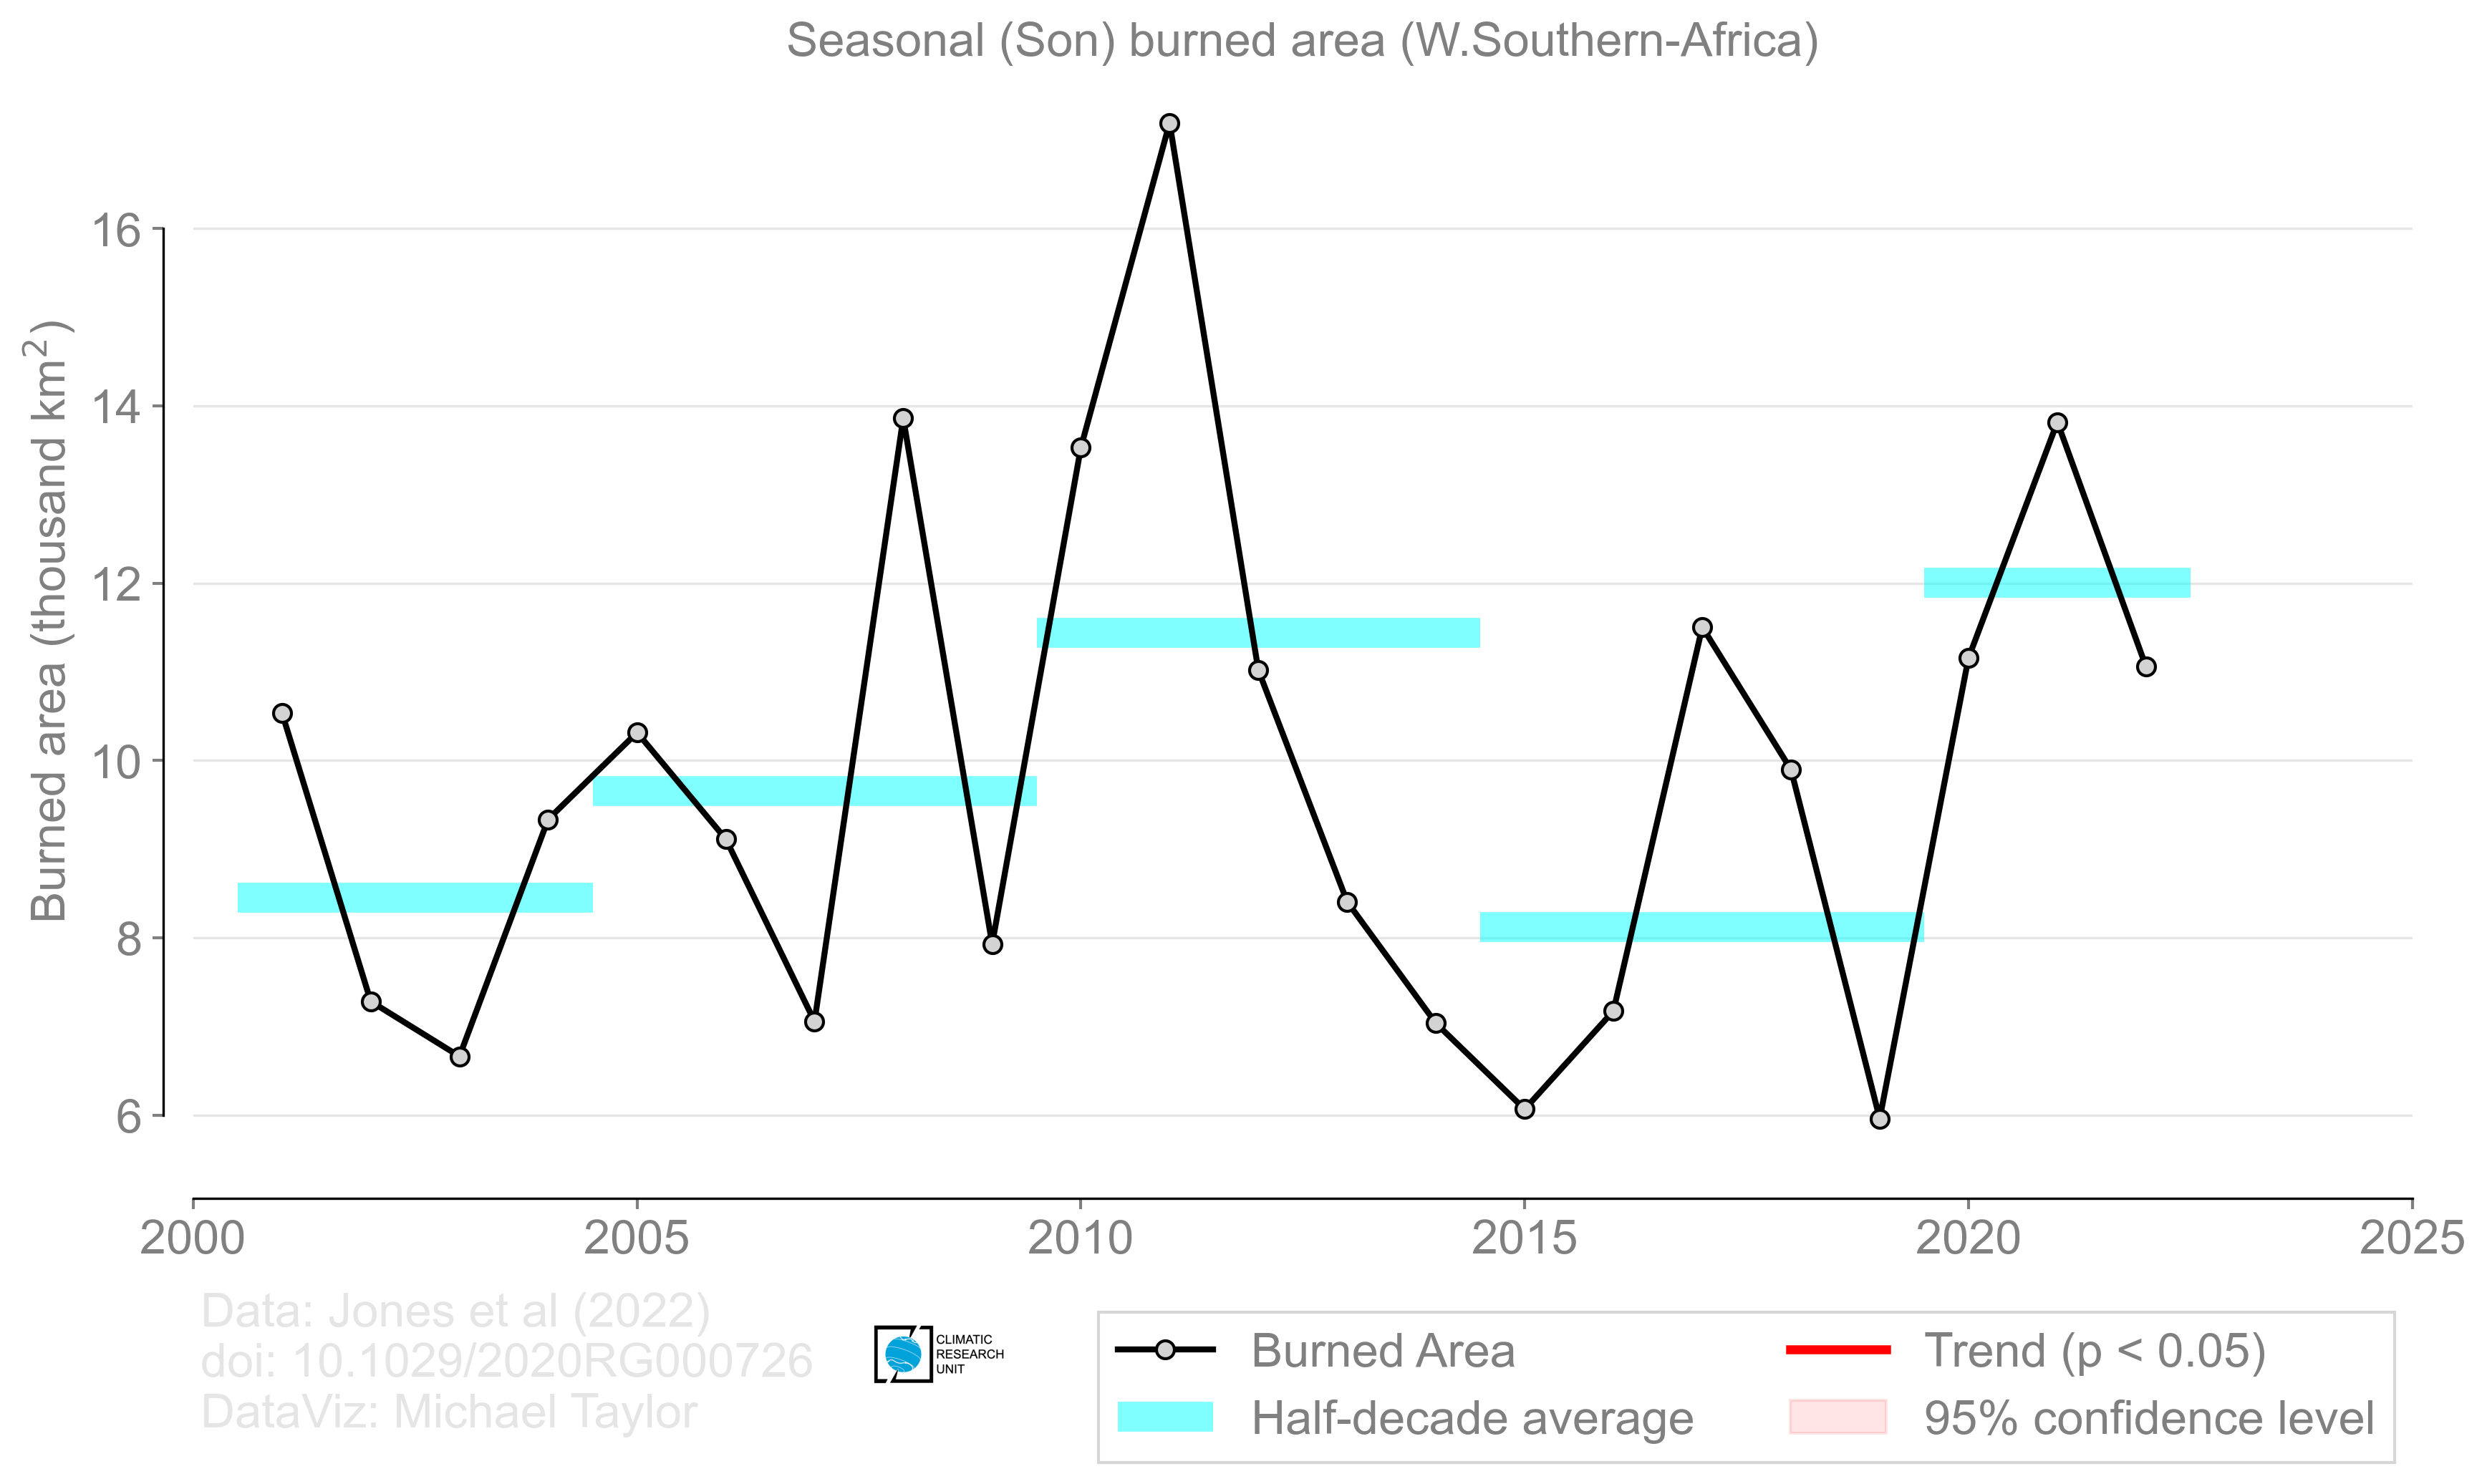 Seasonal (Son) burned area (W.Southern-Africa)
Burned area (thousand km²)
16
14
12
10
8
6
2000 2005 2010 2015 2020 2025
Data: Jones et al (2022)
doi: 10.1029/2020RG000726
DataViz: Michael Taylor
CLIMATIC
RESEARCH
UNIT
Burned Area
Half-decade average
Trend (p < 0.05)
95% confidence level